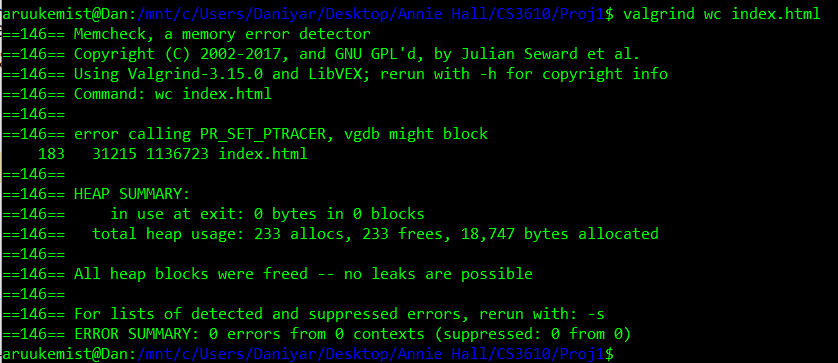 aruukemist@Dan:/mnt/c/Users/Daniyar/Desktop/Annie Hall/CS3610/Proj1$ valgrind wc index.html
==146== Memcheck, a memory error detector
==146== Copyright (C) 2002-2017, and GNU GPL'd, by Julian Seward et al.
==146== Using Valgrind-3.15.0 and LibVEX; rerun with -h for copyright info
==146== Command: wc index.html
==146==
==146== error calling PR_SET_PTRACER, vgdb might block
    183   31215 1136723 index.html
==146==
==146== HEAP SUMMARY:
==146==     in use at exit: 0 bytes in 0 blocks
==146==   total heap usage: 233 allocs, 233 frees, 18,747 bytes allocated
==146==
==146== All heap blocks were freed -- no leaks are possible
==146==
==146== For lists of detected and suppressed errors, rerun with: -s
==146== ERROR SUMMARY: 0 errors from 0 contexts (suppressed: 0 from 0)
aruukemist@Dan:/mnt/c/Users/Daniyar/Desktop/Annie Hall/CS3610/Proj1$